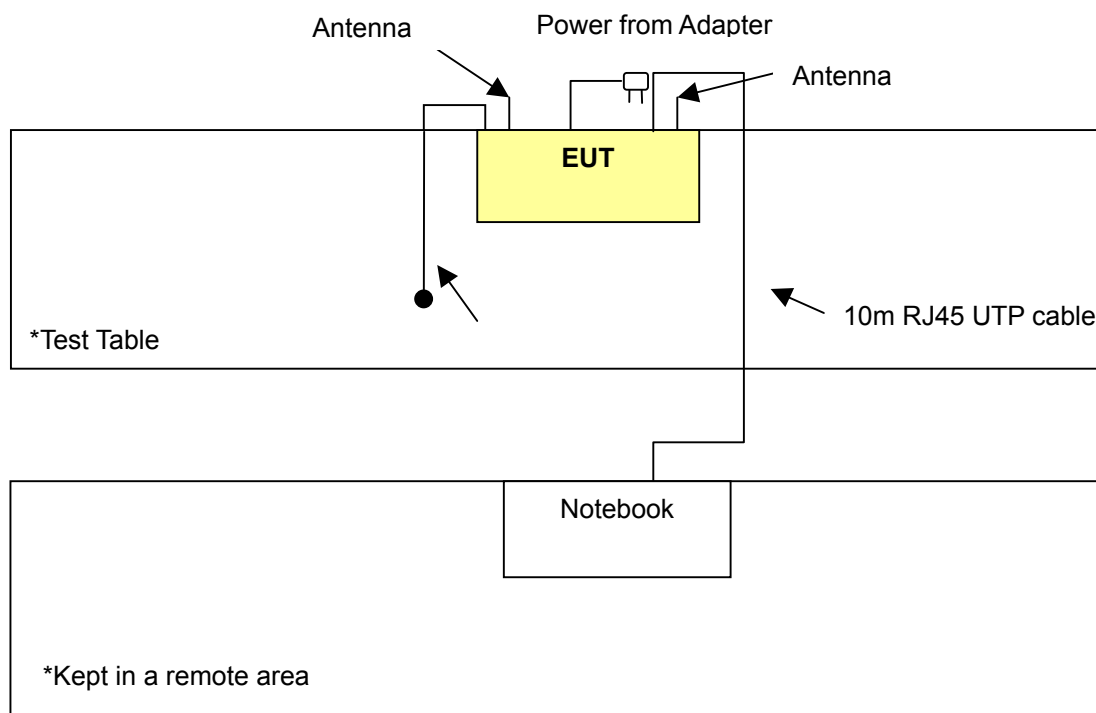 Antenna
Power from Adapter
Antenna
EUT
10m RJ45 UTP cable
*Test Table
Notebook
*Kept in a remote area